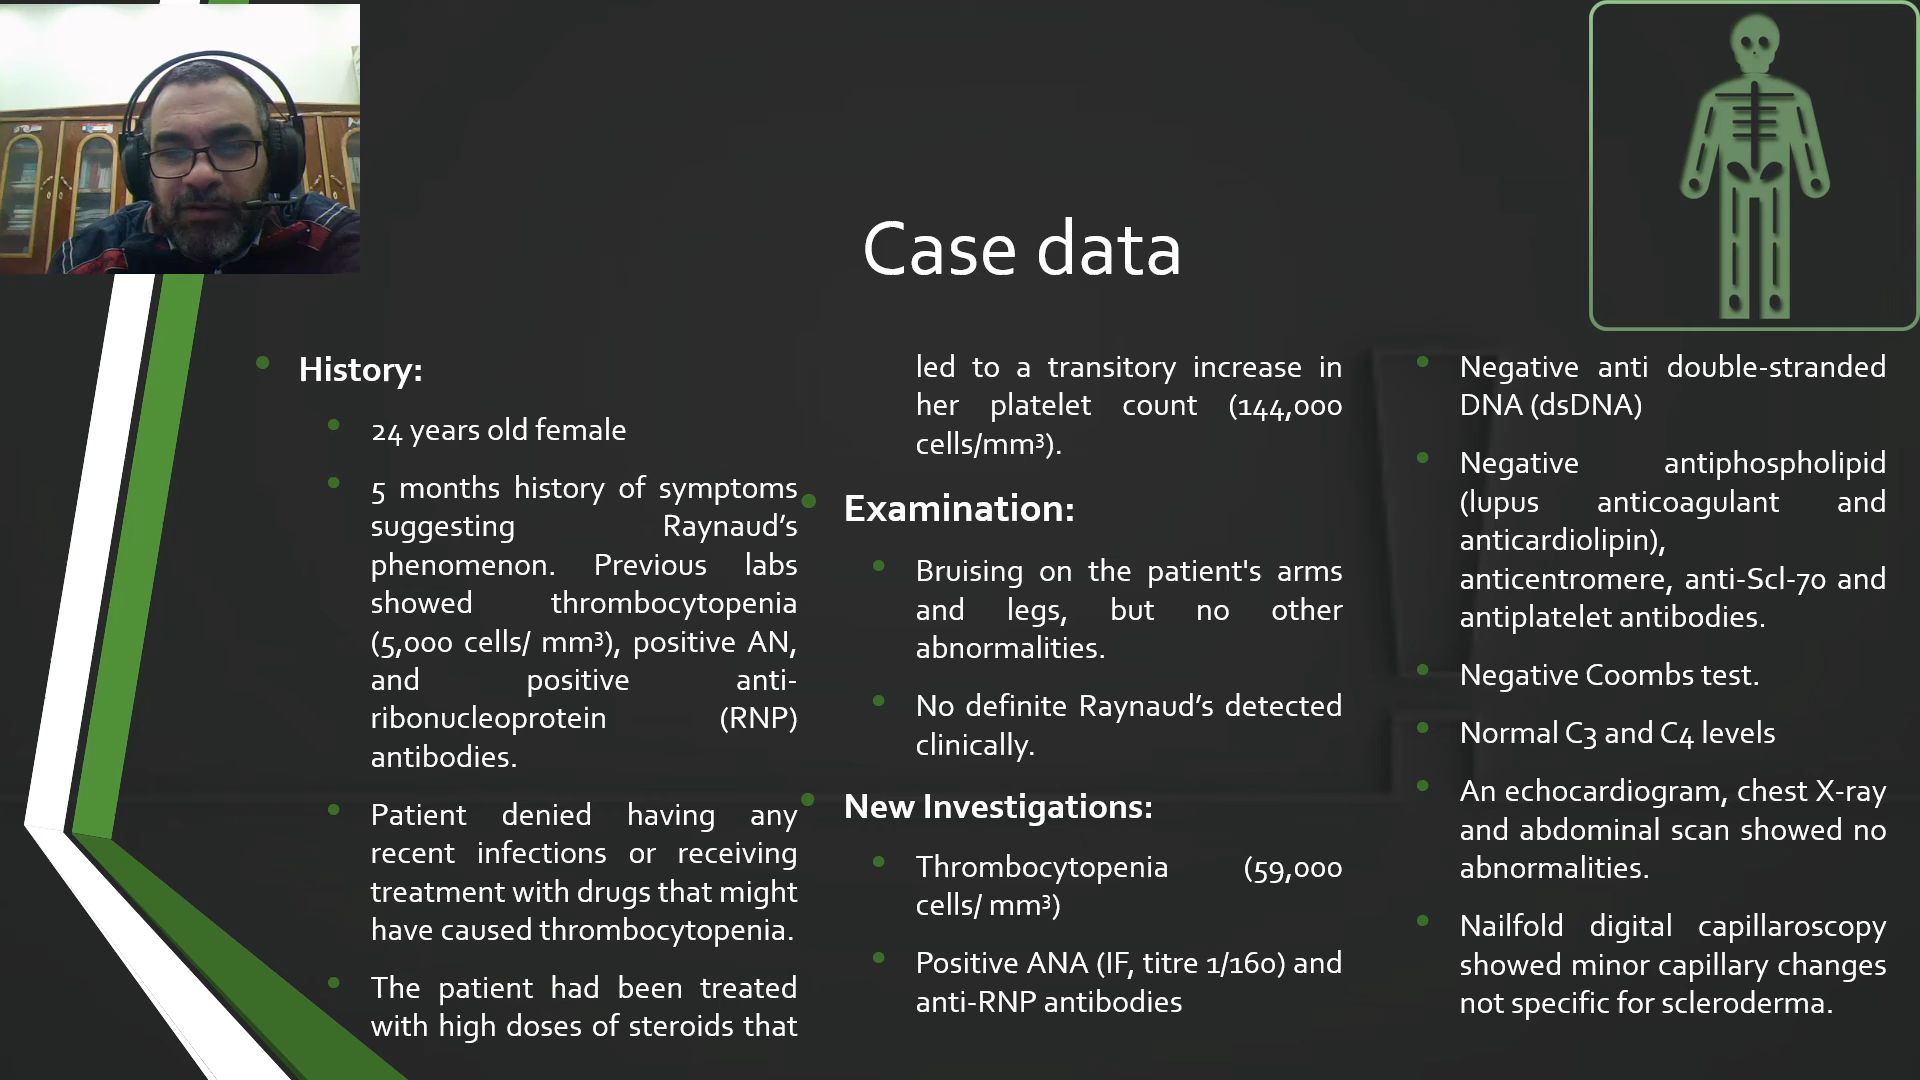 Case data
History:
24 years old female
5 months history of symptoms
suggesting Raynaud’s
phenomenon. Previous labs
showed thrombocytopenia
(5,000 cells/ mm³), positive AN,
and positive anti-
ribonucleoprotein (RNP)
antibodies.
Patient denied having any
recent infections or receiving
treatment with drugs that might
have caused thrombocytopenia.
The patient had been treated
with high doses of steroids that
led to a transitory increase in
her platelet count (144,000
cells/mm³).
Examination:
Bruising on the patient's arms
and legs, but no other
abnormalities.
No definite Raynaud’s detected
clinically.
New Investigations:
Thrombocytopenia (59,000
cells/ mm³)
Positive ANA (IF, titre 1/160) and
anti-RNP antibodies
Negative anti double-stranded
DNA (dsDNA)
Negative antiphospholipid
(lupus anticoagulant and
anticardiolipin),
anticentromere, anti-Scl-70 and
antiplatelet antibodies.
Negative Coombs test.
Normal C3 and C4 levels
An echocardiogram, chest X-ray
and abdominal scan showed no
abnormalities.
Nailfold digital capillaroscopy
showed minor capillary changes
not specific for scleroderma.